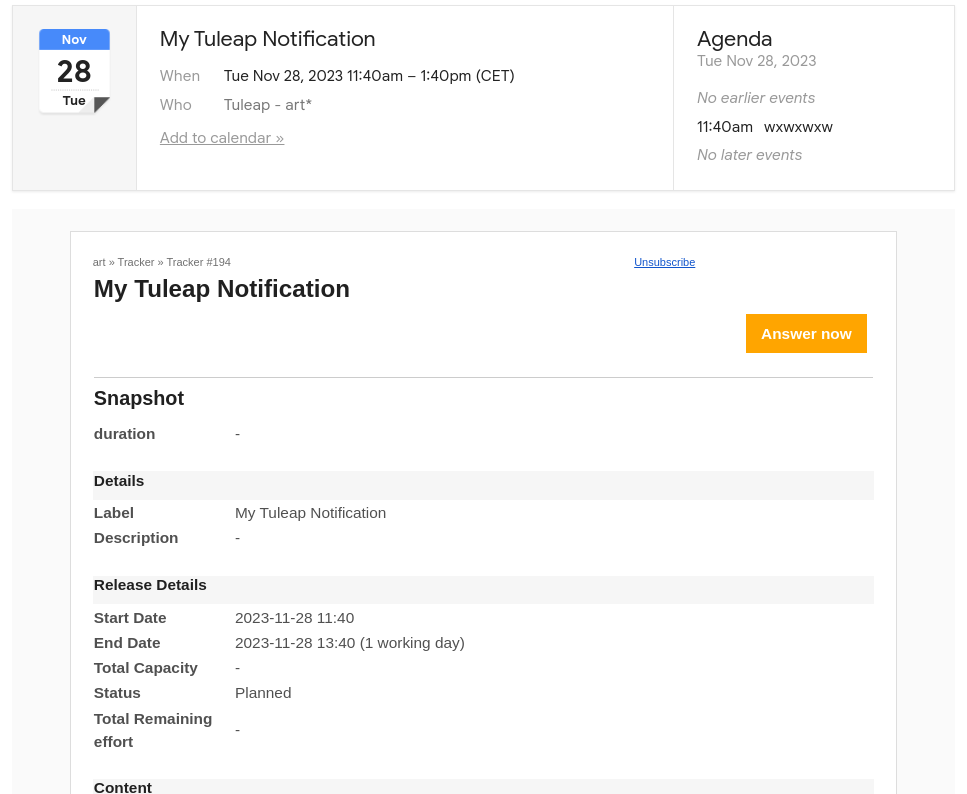 Nov
28
Tue
My Tuleap Notification
When Tue Nov 28, 2023 11:40am – 1:40pm (CET)
Who Tuleap - art*
Add to calendar »
Agenda
Tue Nov 28, 2023
No earlier events
11:40am wxwxwxw
No later events
art » Tracker » Tracker #194
Unsubscribe
My Tuleap Notification
Answer now
Snapshot
duration -
Details
Label My Tuleap Notification
Description -
Release Details
Start Date 2023-11-28 11:40
End Date 2023-11-28 13:40 (1 working day)
Total Capacity -
Status Planned
Total Remaining
effort -
Content